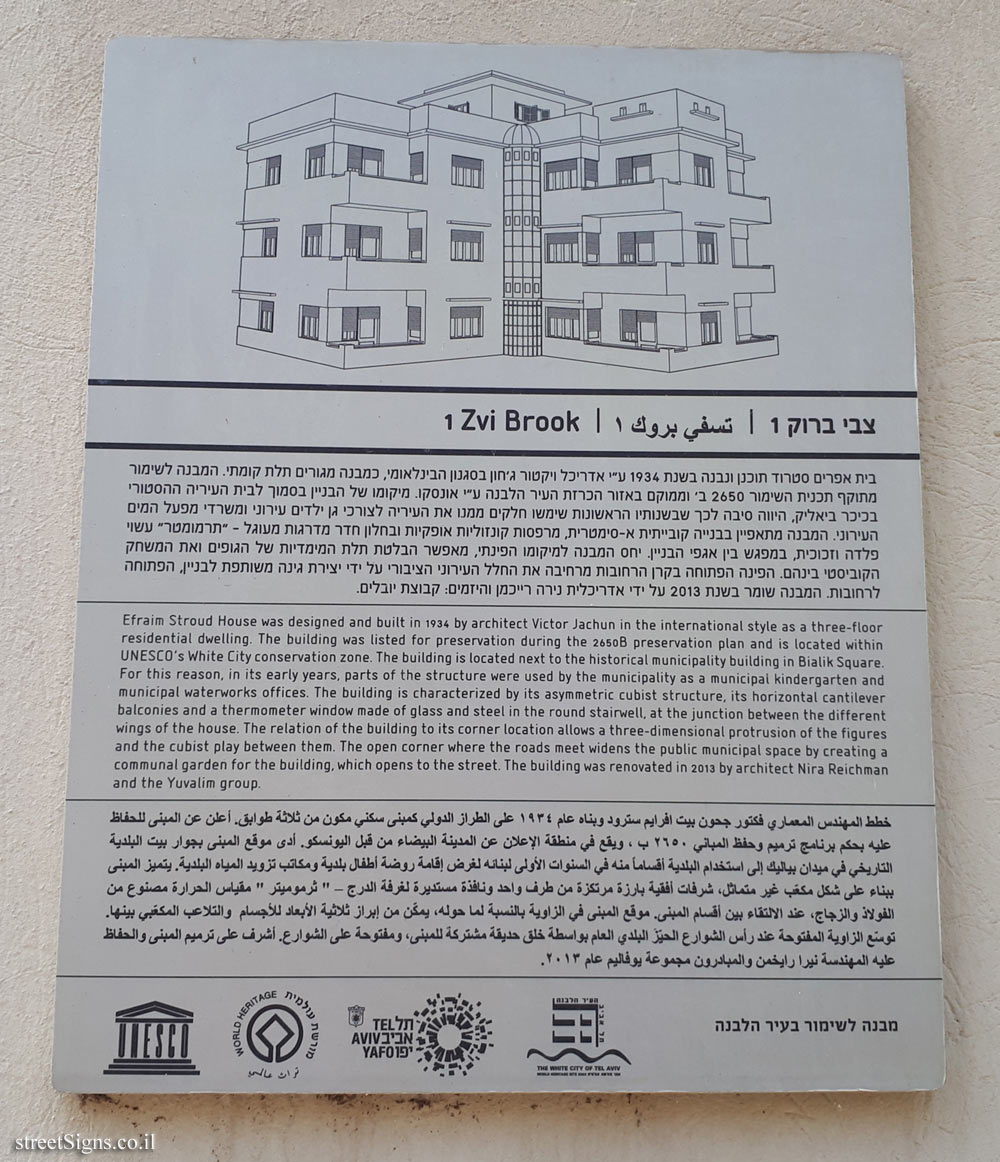 צבי ברוק 1 | تسفي بروك ١ | 1 Zvi Brook
בית אפרים סטרוד תוכנן ונבנה בשנת 1934 ע״י אדריכל ויקטור ג׳חון בסגנון הבינלאומי, כמבנה מגורים תלת קומתי. המבנה לשימור
מתוקף תכנית השימור 2650 ב׳ וממוקם באזור הכרזת העיר הלבנה ע״י אונסקו. מיקומו של הבניין בסמוך לבית העיריה ההסטורי
בכיכר ביאליק, היווה סיבה לכך שבשנותיו הראשונות שימשו חלקים ממנו את העיריה לצורכי גן ילדים עירוני ומשרדי מפעל המים
העירוני. המבנה מתאפיין בבנייה קובייתית א-סימטרית, מרפסות קונזוליות אופקיות ובחלון חדר מדרגות מעוגל - ״תרמומטר״ עשוי
פלדה וזכוכית, במפגש בין אגפי הבניין. יחס המבנה למיקומו הפינתי, מאפשר הבלטת תלת המימדיות של הגופים ואת המשחק
הקוביסטי בינהם. הפינה הפתוחה בקרן הרחובות מרחיבה את החלל העירוני הציבורי על ידי יצירת גינה משותפת לבניין, הפתוחה
לרחובות. המבנה שומר בשנת 2013 על ידי אדריכלית נירה רייכמן והיזמים: קבוצת יובלים.
Efraim Stroud House was designed and built in 1934 by architect Victor Jachun in the international style as a three-floor
residential dwelling. The building was listed for preservation during the 2650B preservation plan and is located within
UNESCO's White City conservation zone. The building is located next to the historical municipality building in Bialik Square.
For this reason, in its early years, parts of the structure were used by the municipality as a municipal kindergarten and
municipal waterworks offices. The building is characterized by its asymmetric cubist structure, its horizontal cantilever
balconies and a thermometer window made of glass and steel in the round stairwell, at the junction between the different
wings of the house. The relation of the building to its corner location allows a three-dimensional protrusion of the figures
and the cubist play between them. The open corner where the roads meet widens the public municipal space by creating a
communal garden for the building, which opens to the street. The building was renovated in 2013 by architect Nira Reichman
and the Yuvalim group.
خطط المهندس المعماري فكتور جحون بيت افرايم سترود وبناه عام ١٩٣٤ على الطراز الدولي كمبنى سكني مكون من ثلاثة طوابق. أعلن عن المبنى للحفاظ
عليه بحكم برنامج ترميم وحفظ المباني ٢٦٥٠ ب ، ويقع في منطقة الإعلان عن المدينة البيضاء من قبل اليونسكو. أدى موقع المبنى بجوار بيت البلدية
التاريخي في ميدان بياليك إلى استخدام البلدية أقساماً منه في السنوات الأولى لبنائه لغرض إقامة روضة أطفال بلدية ومكاتب تزويد المياه البلدية. يتميز المبنى
ببناء على شكل مكعّب غير متماثل، شرفات أفقية بارزة مرتكزة من طرف واحد ونافذة مستديرة لغرفة الدرج – " ثرموميتر " مقياس الحرارة مصنوع من
الفولاذ والزجاج، عند الالتقاء بين أقسام المبنى. موقع المبنى في الزاوية بالنسبة لما حوله، يمكّن من إبراز ثلاثية الأبعاد للأجسام والتلاعب المكعّبي بينها.
توسّع الزاوية المفتوحة عند رأس الشوارع الحيّز البلدي العام بواسطة خلق حديقة مشتركة للمبنى، ومفتوحة على الشوارع. أشرف على ترميم المبنى والحفاظ
عليه المهندسة نيرا رايخمن والمبادرون مجموعة يوفاليم عام ٢٠١٣.
UNESCO
WORLD HERITAGE
מורשת עולמית
تراث عالمي
TEL תל
AVIV אביב
YAFO יפו
העיר הלבנה
תל אביב
THE WHITE CITY OF TEL AVIV
מבנה לשימור בעיר הלבנה
streetSigns.co.il